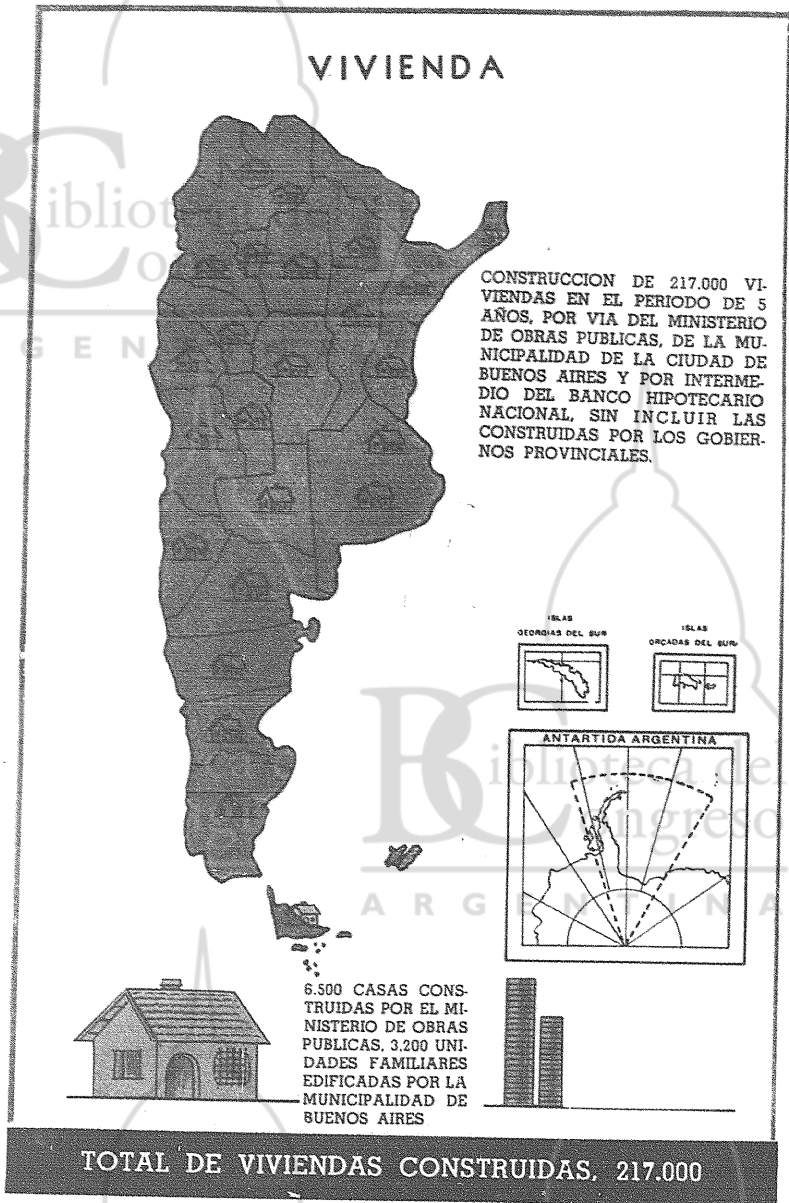 VIVIENDA
CONSTRUCCION DE 217.000 VI-
VIENDAS EN EL PERIODO DE 5
AÑOS, POR VIA DEL MINISTERIO
DE OBRAS PUBLICAS, DE LA MU-
NICIPALIDAD DE LA CIUDAD DE
BUENOS AIRES Y POR INTERME-
DIO DEL BANCO HIPOTECARIO
NACIONAL, SIN INCLUIR LAS
CONSTRUIDAS POR LOS GOBIER-
NOS PROVINCIALES.
ISLAS
GEORGIAS DEL SUR
ISLAS
ORCADAS DEL SUR
ANTARTIDA ARGENTINA
6.500 CASAS CONS-
TRUIDAS POR EL MI-
NISTERIO DE OBRAS
PUBLICAS, 3.200 UNI-
DADES FAMILIARES
EDIFICADAS POR LA
MUNICIPALIDAD DE
BUENOS AIRES
TOTAL DE VIVIENDAS CONSTRUIDAS, 217.000
Biblioteca del
Congreso
ARGENTINA